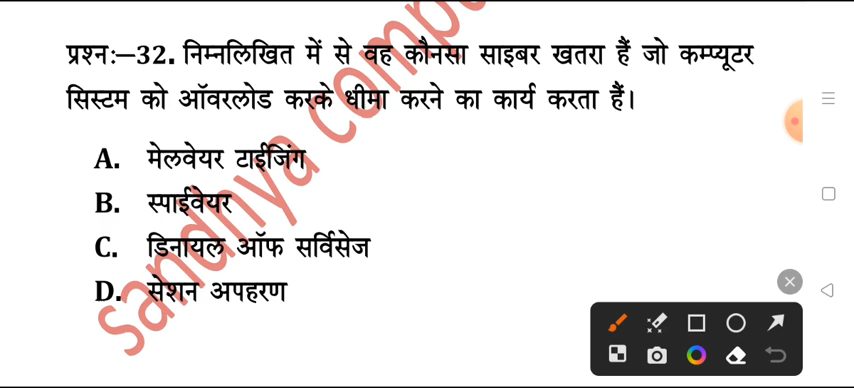 प्रश्न:–32. निम्नलिखित में से वह कौनसा साइबर खतरा हैं जो कम्प्यूटर
सिस्टम को ऑवरलोड करके धीमा करने का कार्य करता हैं।
A. मेलवेयर टाईजिंग
B. स्पाईवेयर
C. डिनायल ऑफ सर्विसेज
D. सेशन अपहरण
sandhya comp